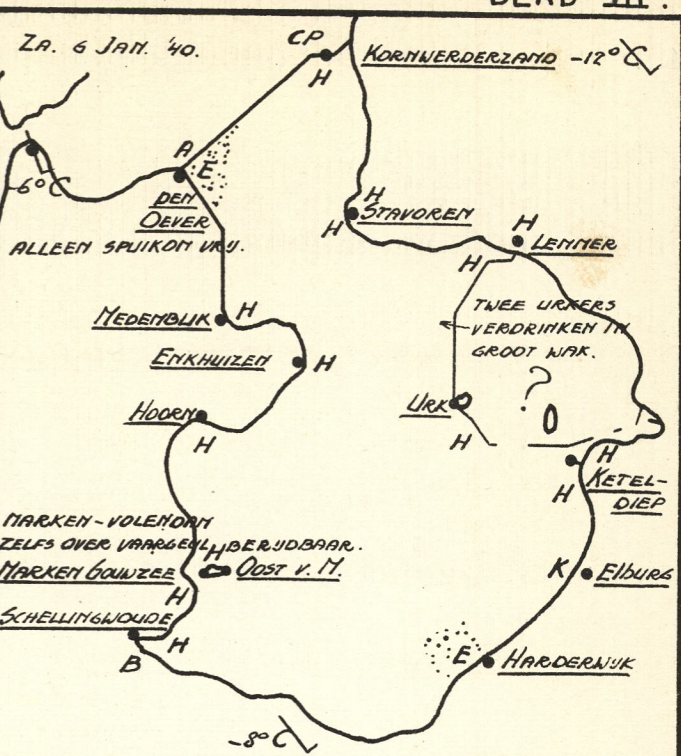 BLAD III.
ZA. 6 JAN. '40.
CP
H
KORNWERDERZAND -12°C
-6°C
A
E
DEN
OEVER
ALLEEN SPUIKOM VRIJ.
H
STAVOREN
H
H
LEMMER
H
MEDENBLIK
H
TWEE URKERS
VERDRINKEN IN
GROOT WAK.
ENKHUIZEN
H
?
HOORN
H
URK
H
H
KETEL-
DIEP
H
MARKEN-VOLENDAM
ZELFS OVER VAARGEUL BERIJDBAAR.
H
MARKEN GOUWZEE
OOST V. M.
H
K
ELBURG
SCHELLINGWOUDE
H
B
E
HARDERWIJK
-8°C